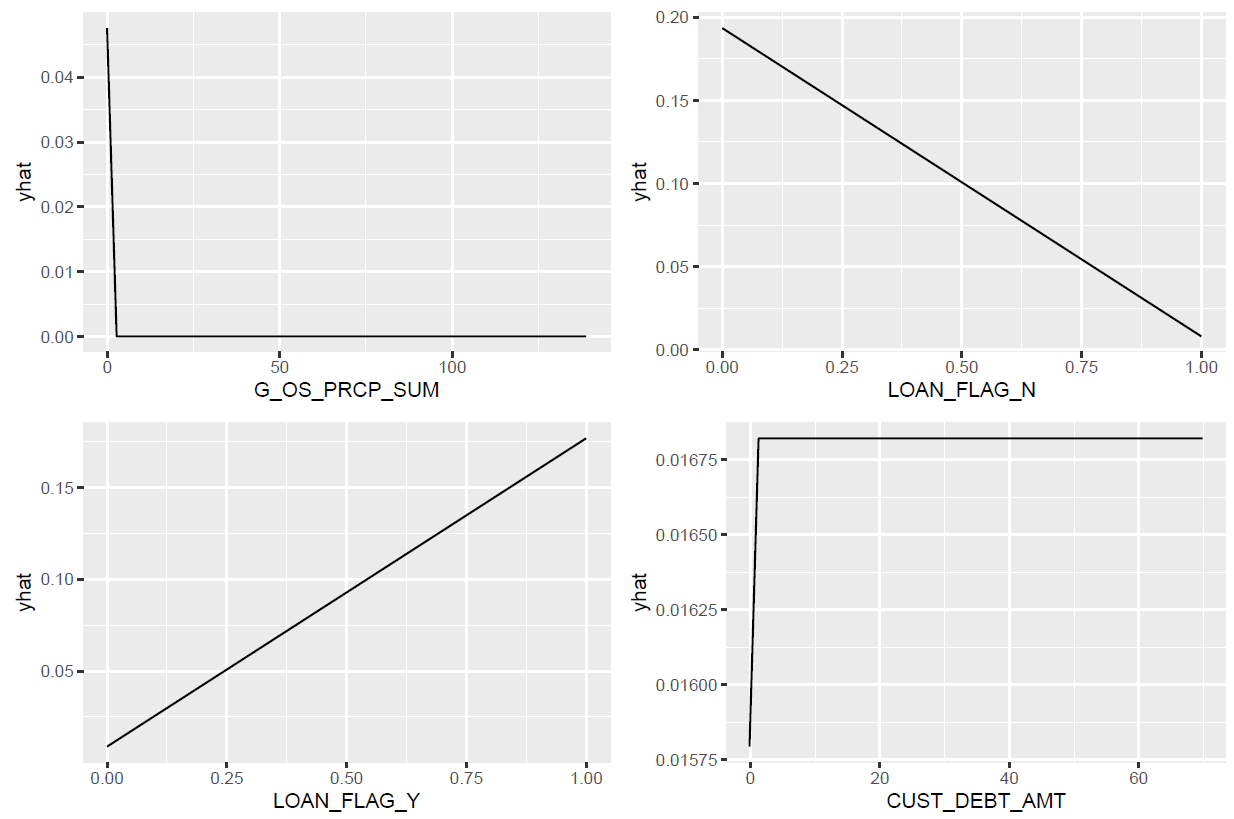 yhat
0.04
0.03
0.02
0.01
0.00
0 50 100
G_OS_PRCP_SUM
yhat
0.20
0.15
0.10
0.05
0.00
0.00 0.25 0.50 0.75 1.00
LOAN_FLAG_N
yhat
0.15
0.10
0.05
0.00 0.25 0.50 0.75 1.00
LOAN_FLAG_Y
yhat
0.01675
0.01650
0.01625
0.01600
0.01575
0 20 40 60
CUST_DEBT_AMT